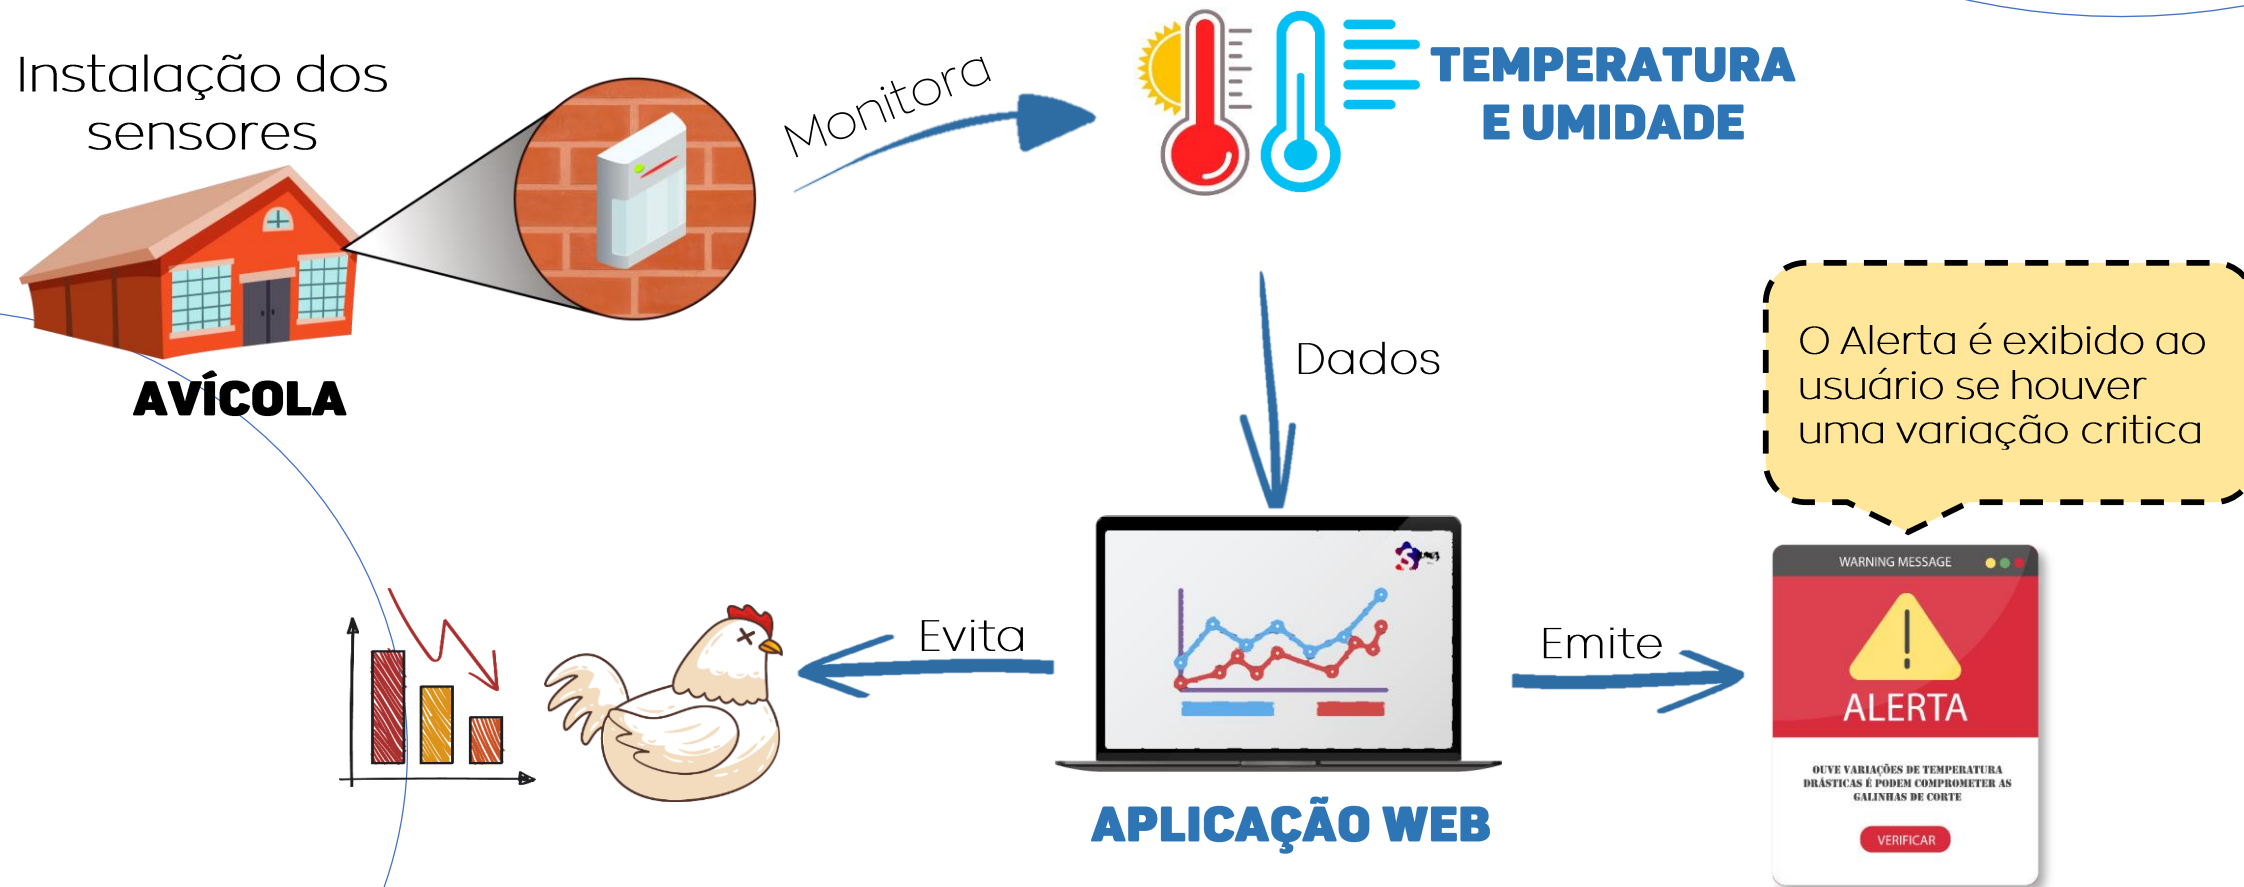 Instalação dos
sensores
AVÍCOLA
Monitora
TEMPERATURA
E UMIDADE
Dados
O Alerta é exibido ao
usuário se houver
uma variação critica
Evita
APLICAÇÃO WEB
Emite
WARNING MESSAGE
ALERTA
OUVE VARIAÇÕES DE TEMPERATURA
DRÁSTICAS É PODEM COMPROMETER AS
GALINHAS DE CORTE
VERIFICAR